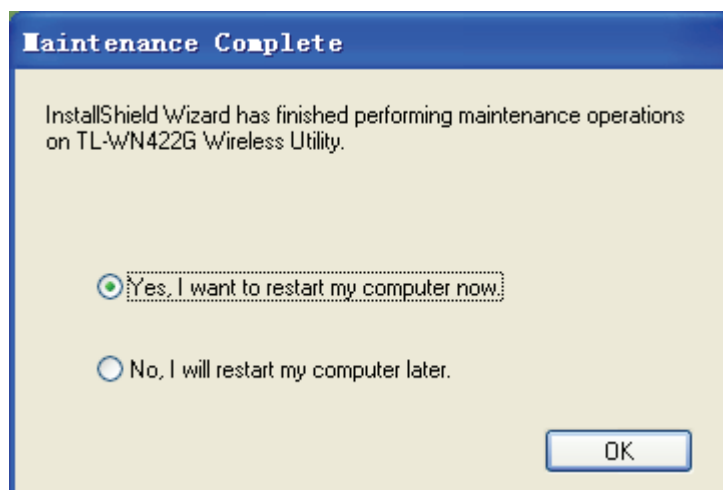 Maintenance Complete
InstallShield Wizard has finished performing maintenance operations
on TL-WN422G Wireless Utility.
Yes, I want to restart my computer now.
No, I will restart my computer later.
OK